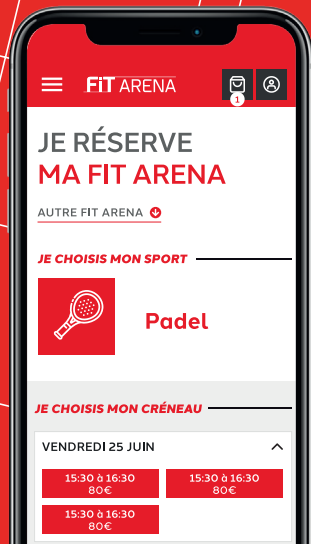 FiT ARENA
1
JE RÉSERVE
MA FIT ARENA
AUTRE FIT ARENA
JE CHOISIS MON SPORT
Padel
JE CHOISIS MON CRÉNEAU
VENDREDI 25 JUIN
15:30 à 16:30
80€
15:30 à 16:30
80€
15:30 à 16:30
80€